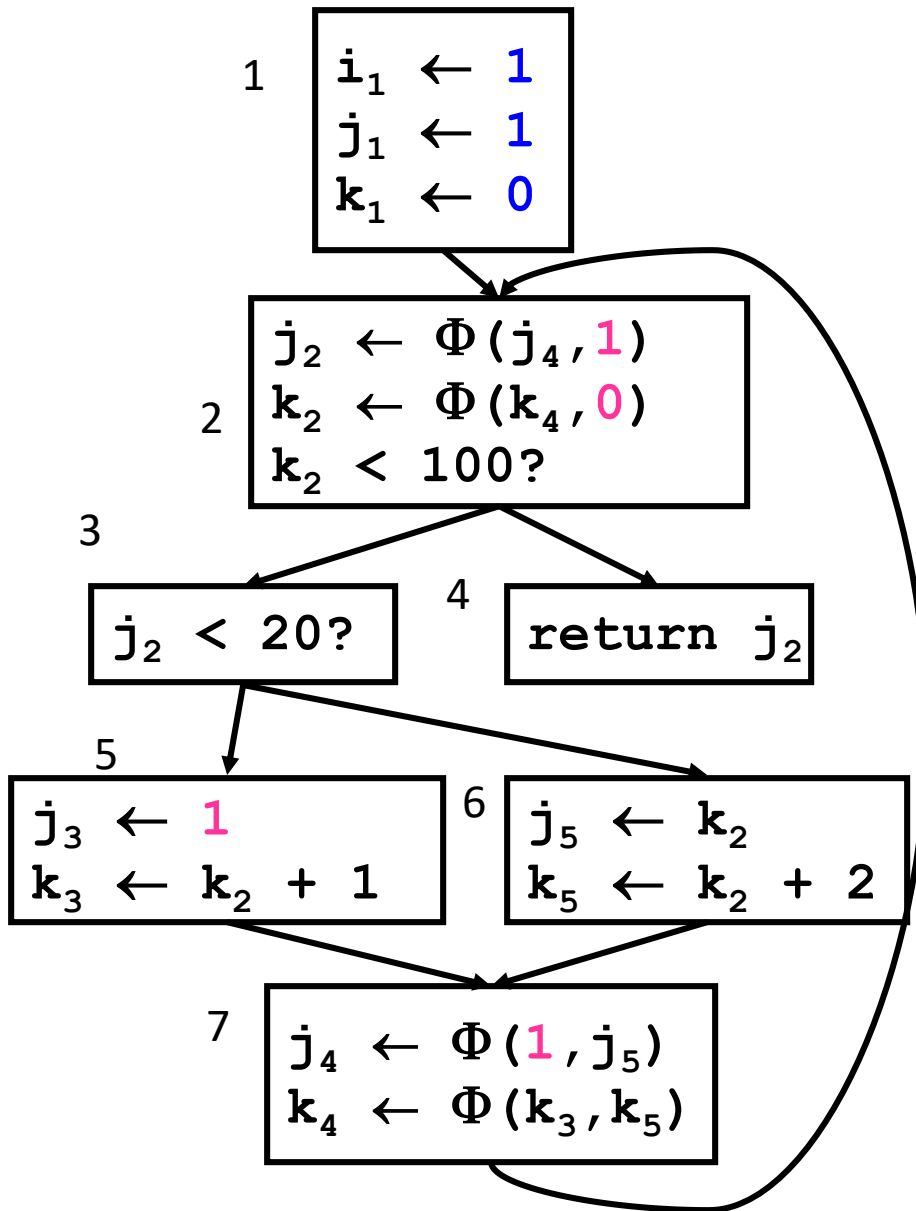 1
i₁ ← 1
j₁ ← 1
k₁ ← 0
2
j₂ ← Φ(j₄,1)
k₂ ← Φ(k₄,0)
k₂ < 100?
3
j₂ < 20?
4
return j₂
5
j₃ ← 1
k₃ ← k₂ + 1
6
j₅ ← k₂
k₅ ← k₂ + 2
7
j₄ ← Φ(1,j₅)
k₄ ← Φ(k₃,k₅)